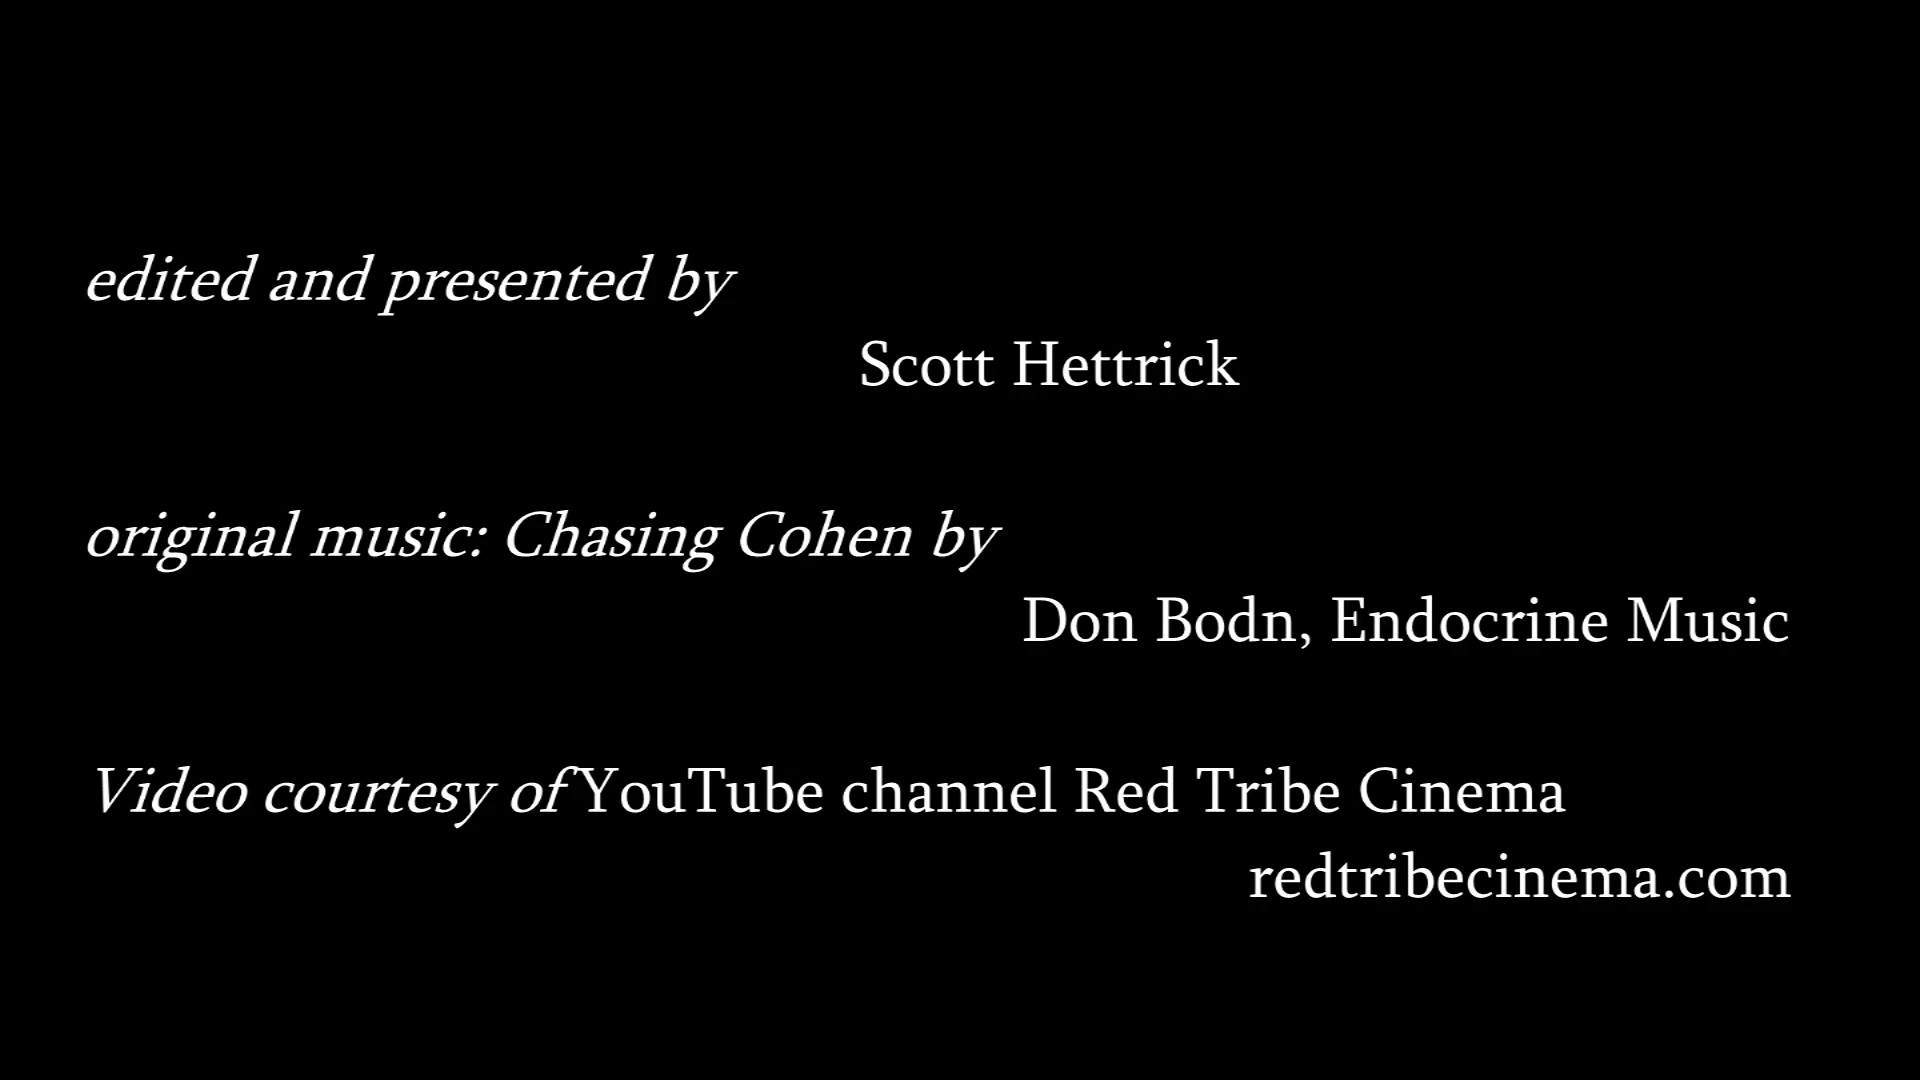 edited and presented by
Scott Hettrick
original music: Chasing Cohen by
Don Bodn, Endocrine Music
Video courtesy of YouTube channel Red Tribe Cinema
redtribecinema.com